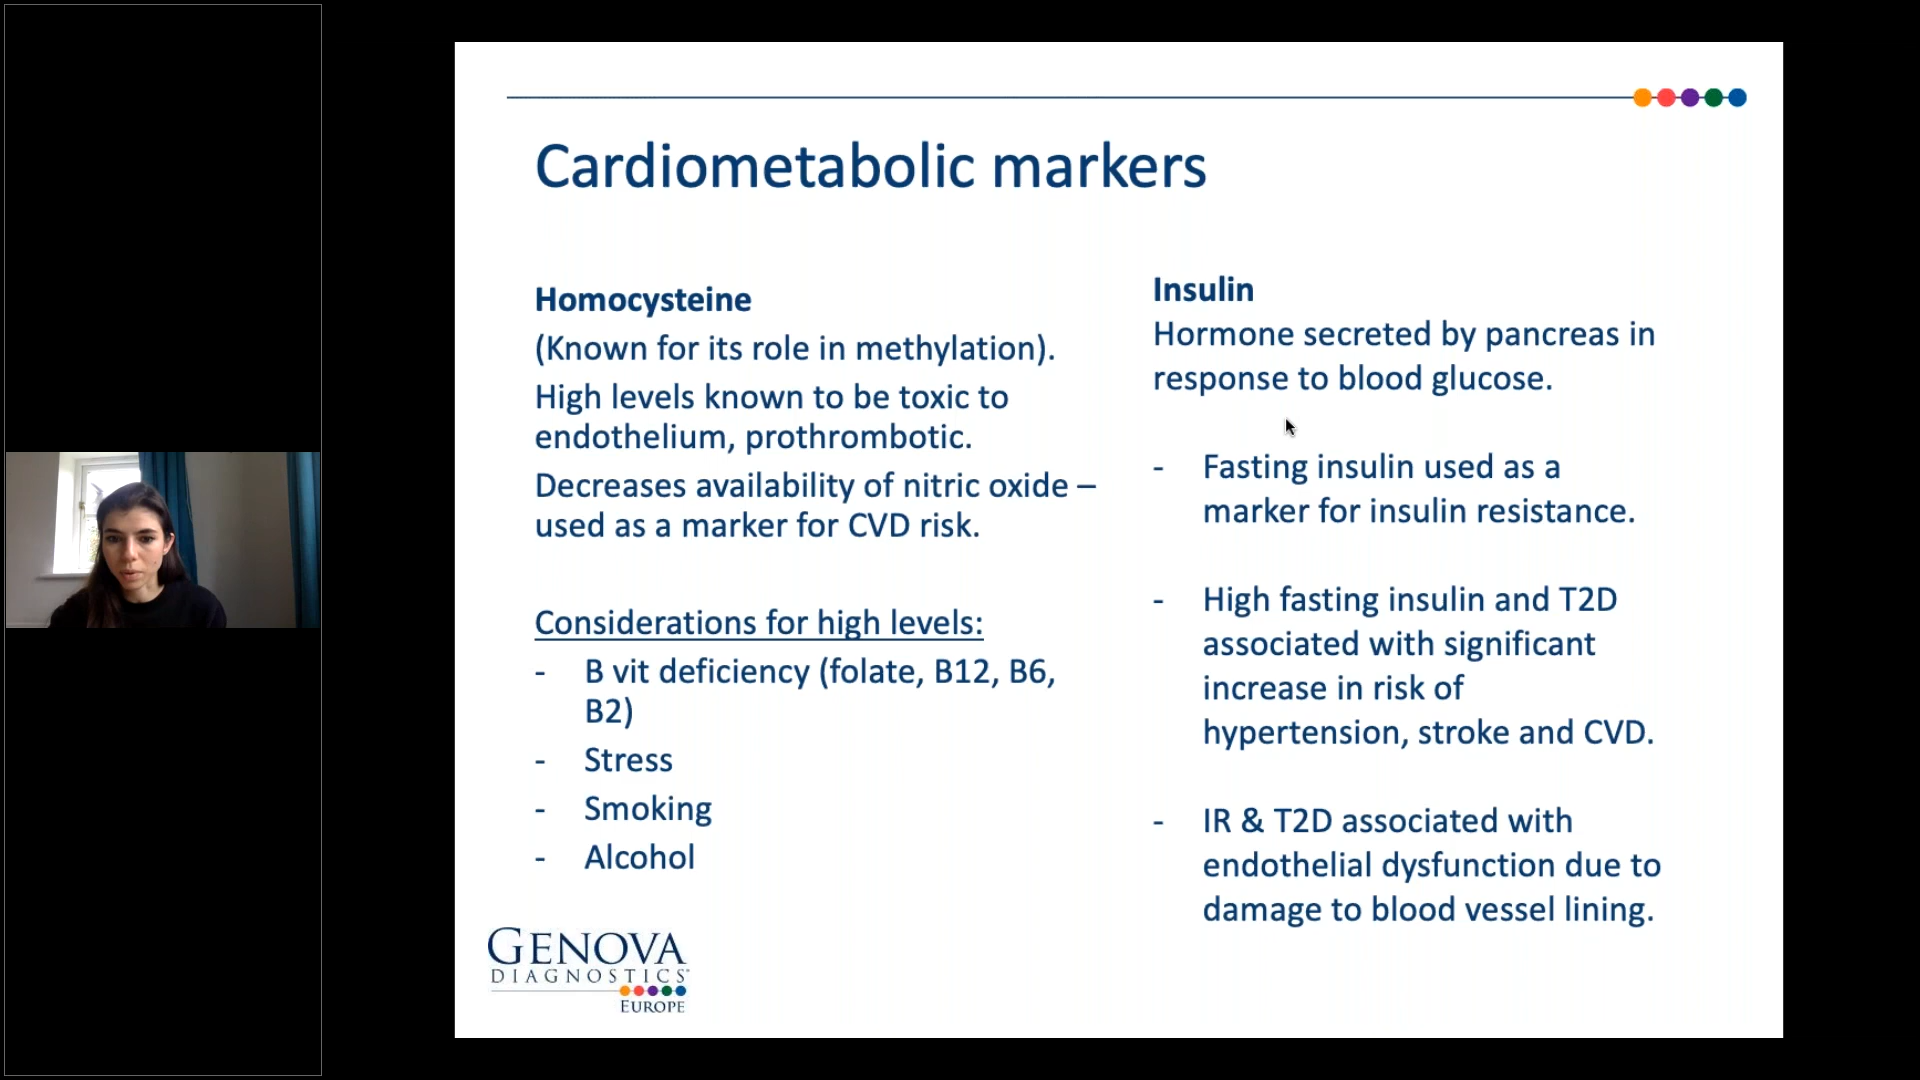 Cardiometabolic markers
Homocysteine
(Known for its role in methylation).
High levels known to be toxic to
endothelium, prothrombotic.
Decreases availability of nitric oxide –
used as a marker for CVD risk.
Considerations for high levels:
- B vit deficiency (folate, B12, B6,
B2)
- Stress
- Smoking
- Alcohol
Insulin
Hormone secreted by pancreas in
response to blood glucose.
- Fasting insulin used as a
marker for insulin resistance.
- High fasting insulin and T2D
associated with significant
increase in risk of
hypertension, stroke and CVD.
- IR & T2D associated with
endothelial dysfunction due to
damage to blood vessel lining.
GENOVA
DIAGNOSTICS
EUROPE